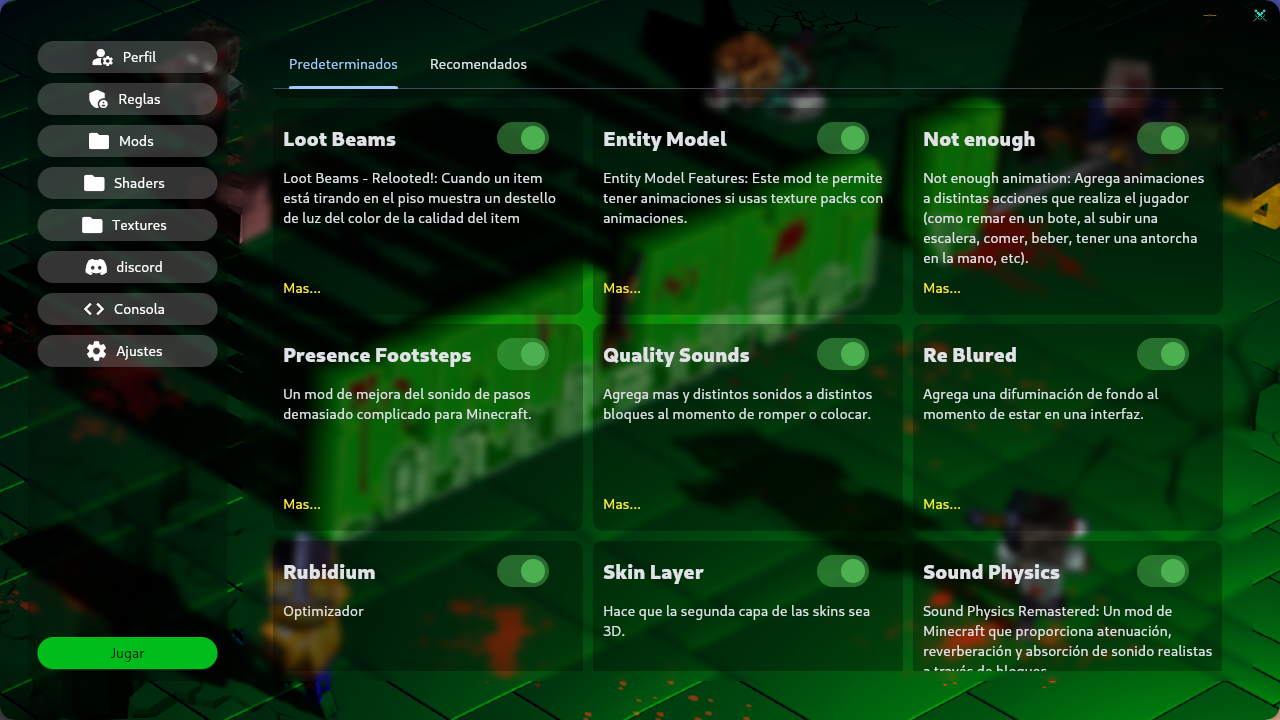 Perfil
Reglas
Mods
Shaders
Textures
discord
Consola
Ajustes
Jugar
Predeterminados
Recomendados
Loot Beams
Loot Beams - Relooted!: Cuando un item
está tirando en el piso muestra un destello
de luz del color de la calidad del item
Mas...
Entity Model
Entity Model Features: Este mod te permite
tener animaciones si usas texture packs con
animaciones.
Mas...
Not enough
Not enough animation: Agrega animaciones
a distintas acciones que realiza el jugador
(como remar en un bote, al subir una
escalera, comer, beber, tener una antorcha
en la mano, etc).
Mas...
Presence Footsteps
Un mod de mejora del sonido de pasos
demasiado complicado para Minecraft.
Mas...
Quality Sounds
Agrega mas y distintos sonidos a distintos
bloques al momento de romper o colocar.
Mas...
Re Blured
Agrega una difuminación de fondo al
momento de estar en una interfaz.
Mas...
Rubidium
Optimizador
Skin Layer
Hace que la segunda capa de las skins sea
3D.
Sound Physics
Sound Physics Remastered: Un mod de
Minecraft que proporciona atenuación,
reverberación y absorción de sonido realistas
a través de bloques